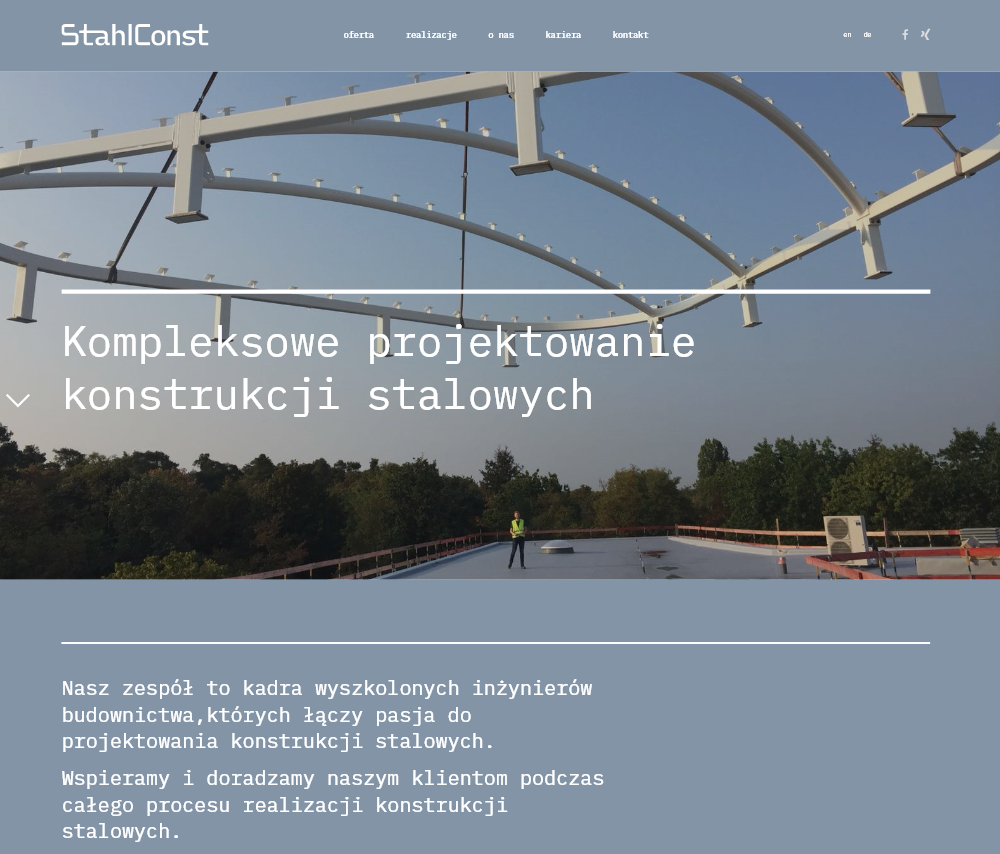 StahlConst
oferta realizacje o nas kariera kontakt
en de
Kompleksowe projektowanie
konstrukcji stalowych
Nasz zespół to kadra wyszkolonych inżynierów
budownictwa,których łączy pasja do
projektowania konstrukcji stalowych.
Wspieramy i doradzamy naszym klientom podczas
całego procesu realizacji konstrukcji
stalowych.